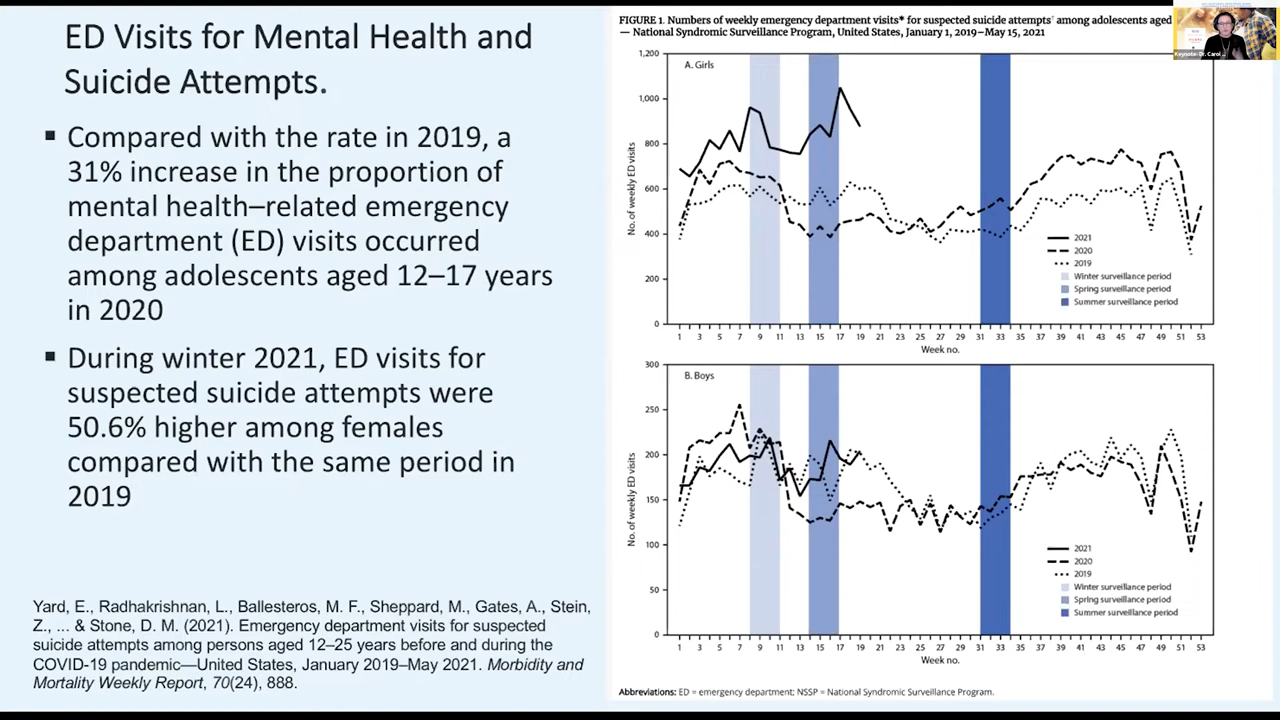 ED Visits for Mental Health and
Suicide Attempts.
▪ Compared with the rate in 2019, a
31% increase in the proportion of
mental health–related emergency
department (ED) visits occurred
among adolescents aged 12–17 years
in 2020
▪ During winter 2021, ED visits for
suspected suicide attempts were
50.6% higher among females
compared with the same period in
2019
Yard, E., Radhakrishnan, L., Ballesteros, M. F., Sheppard, M., Gates, A., Stein,
Z., ... & Stone, D. M. (2021). Emergency department visits for suspected
suicide attempts among persons aged 12–25 years before and during the
COVID-19 pandemic—United States, January 2019–May 2021. Morbidity and
Mortality Weekly Report, 70(24), 888.
FIGURE 1. Numbers of weekly emergency department visits* for suspected suicide attempts† among adolescents aged
— National Syndromic Surveillance Program, United States, January 1, 2019–May 15, 2021
A. Girls
No. of weekly ED visits
1,200
1,000
800
600
400
200
0
2021
2020
2019
Winter surveillance period
Spring surveillance period
Summer surveillance period
1 3 5 7 9 11 13 15 17 19 21 23 25 27 29 31 33 35 37 39 41 43 45 47 49 51 53
Week no.
B. Boys
No. of weekly ED visits
300
250
200
150
100
50
0
2021
2020
2019
Winter surveillance period
Spring surveillance period
Summer surveillance period
1 3 5 7 9 11 13 15 17 19 21 23 25 27 29 31 33 35 37 39 41 43 45 47 49 51 53
Week no.
Abbreviations: ED = emergency department; NSSP = National Syndromic Surveillance Program.
Keynote- Dr. Carol ...